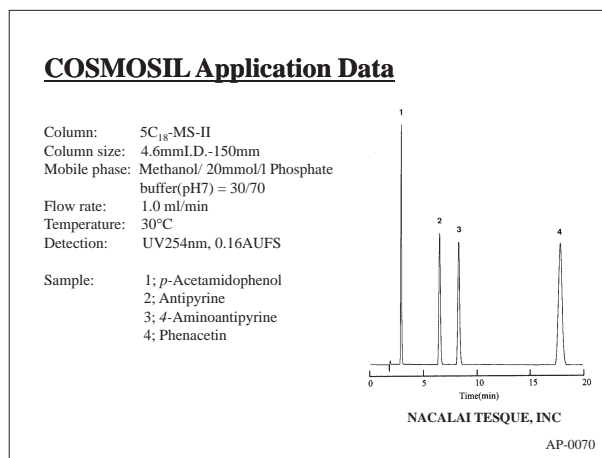 COSMOSIL Application Data
Column: 5C₁₈-MS-II
Column size: 4.6mmI.D.-150mm
Mobile phase: Methanol/ 20mmol/l Phosphate
buffer(pH7) = 30/70
Flow rate: 1.0 ml/min
Temperature: 30°C
Detection: UV254nm, 0.16AUFS
Sample: 1; p-Acetamidophenol
2; Antipyrine
3; 4-Aminoantipyrine
4; Phenacetin
1
2 3 4
0 5 10 15 20
Time(min)
NACALAI TESQUE, INC
AP-0070